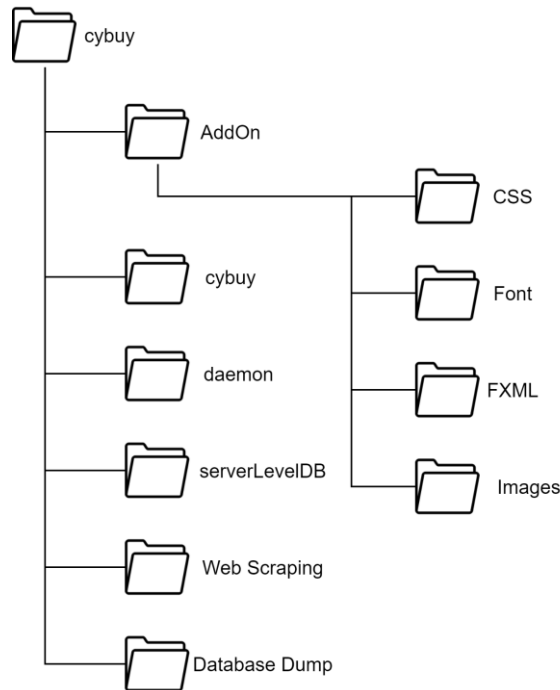 cybuy
AddOn
CSS
cybuy
Font
daemon
FXML
serverLevelDB
Images
Web Scraping
Database Dump